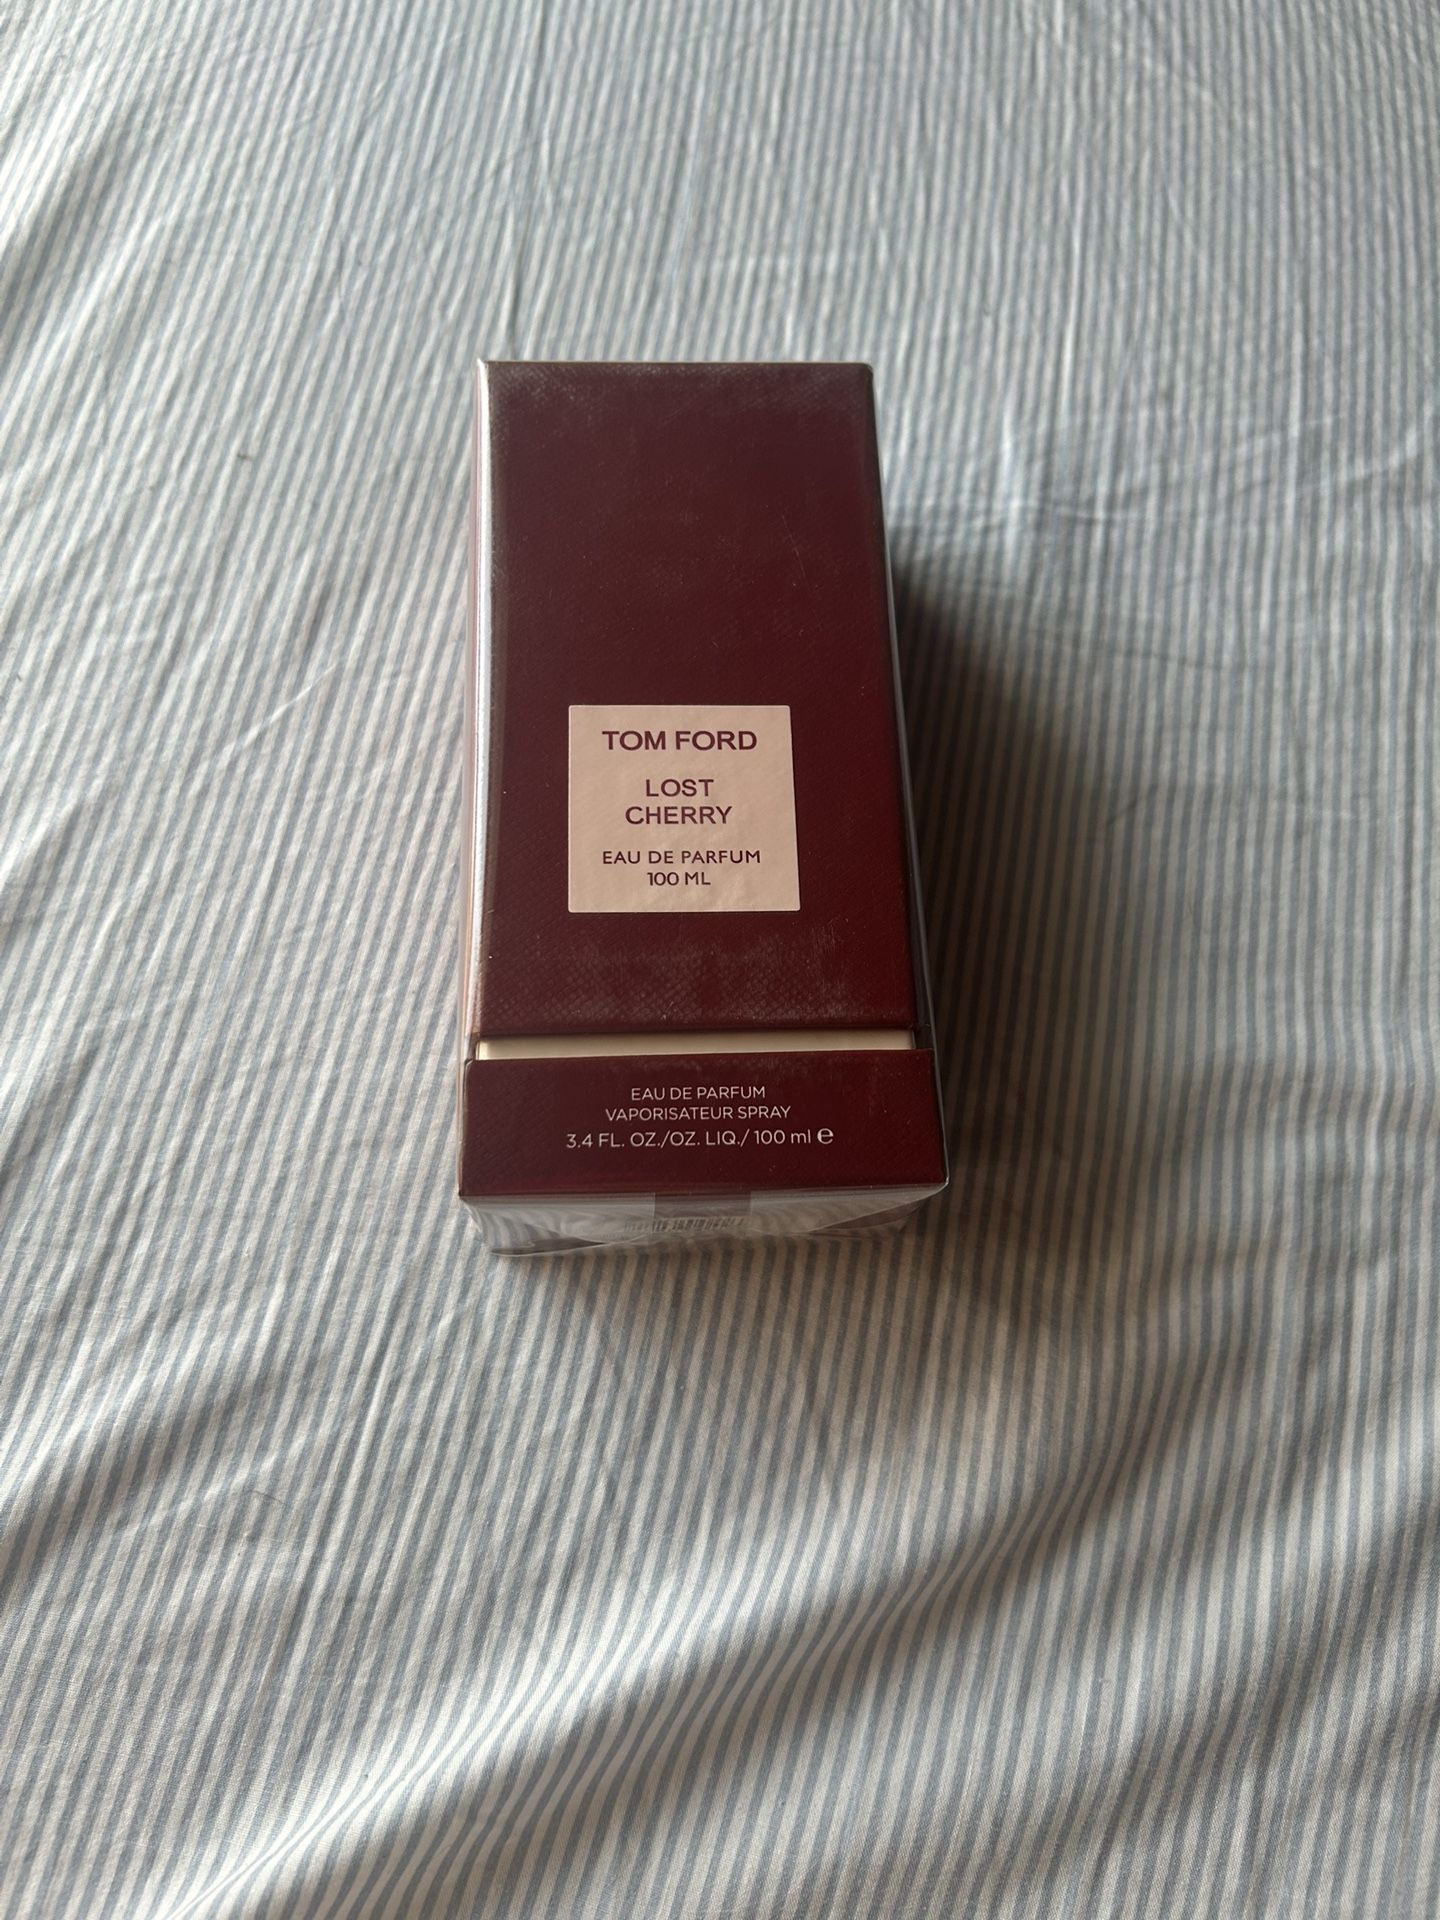 TOM FORD
LOST
CHERRY
EAU DE PARFUM
100 ML
EAU DE PARFUM
VAPORISATEUR SPRAY
3.4 FL. OZ./OZ. LIQ./ 100 ml ℮